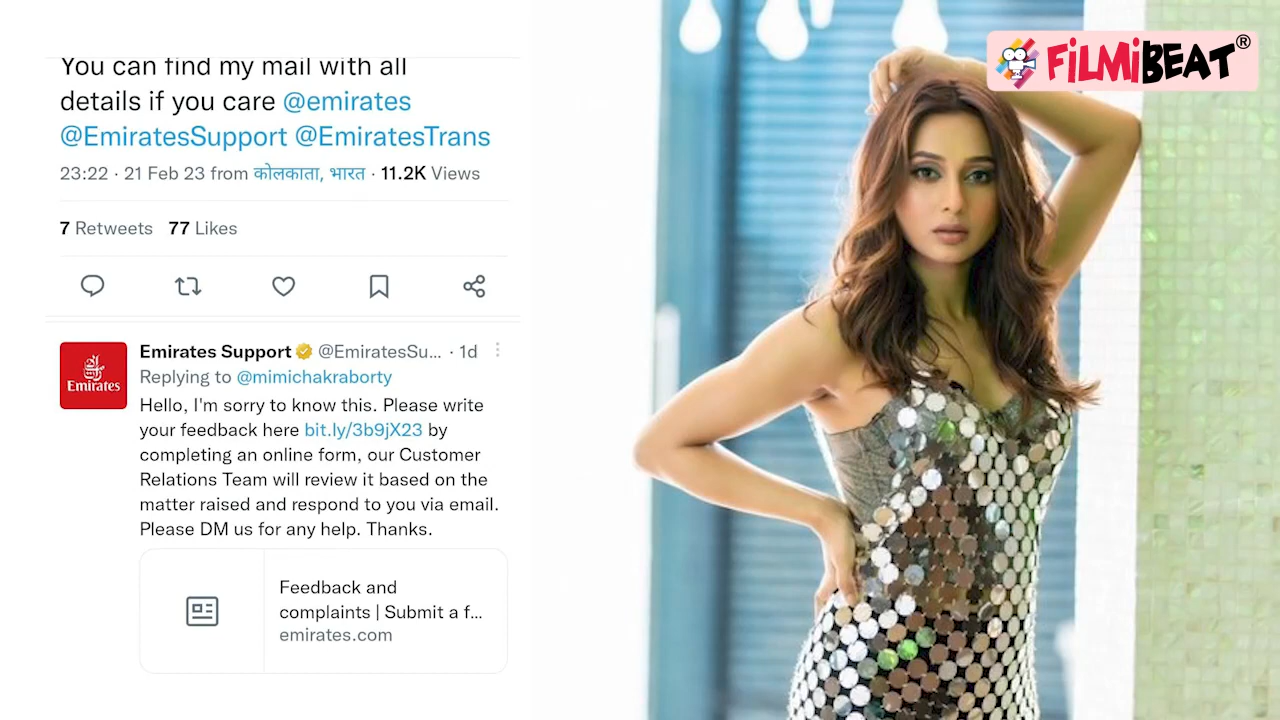 You can find my mail with all
details if you care @emirates
@EmiratesSupport @EmiratesTrans
23:22 · 21 Feb 23 from कोलकाता, भारत · 11.2K Views
7 Retweets 77 Likes
Emirates Support @EmiratesSu... · 1d
Emirates
Replying to @mimichakraborty
Hello, I'm sorry to know this. Please write
your feedback here bit.ly/3b9jX23 by
completing an online form, our Customer
Relations Team will review it based on the
matter raised and respond to you via email.
Please DM us for any help. Thanks.
Feedback and
complaints | Submit a f...
emirates.com
FiLMiBEAT®